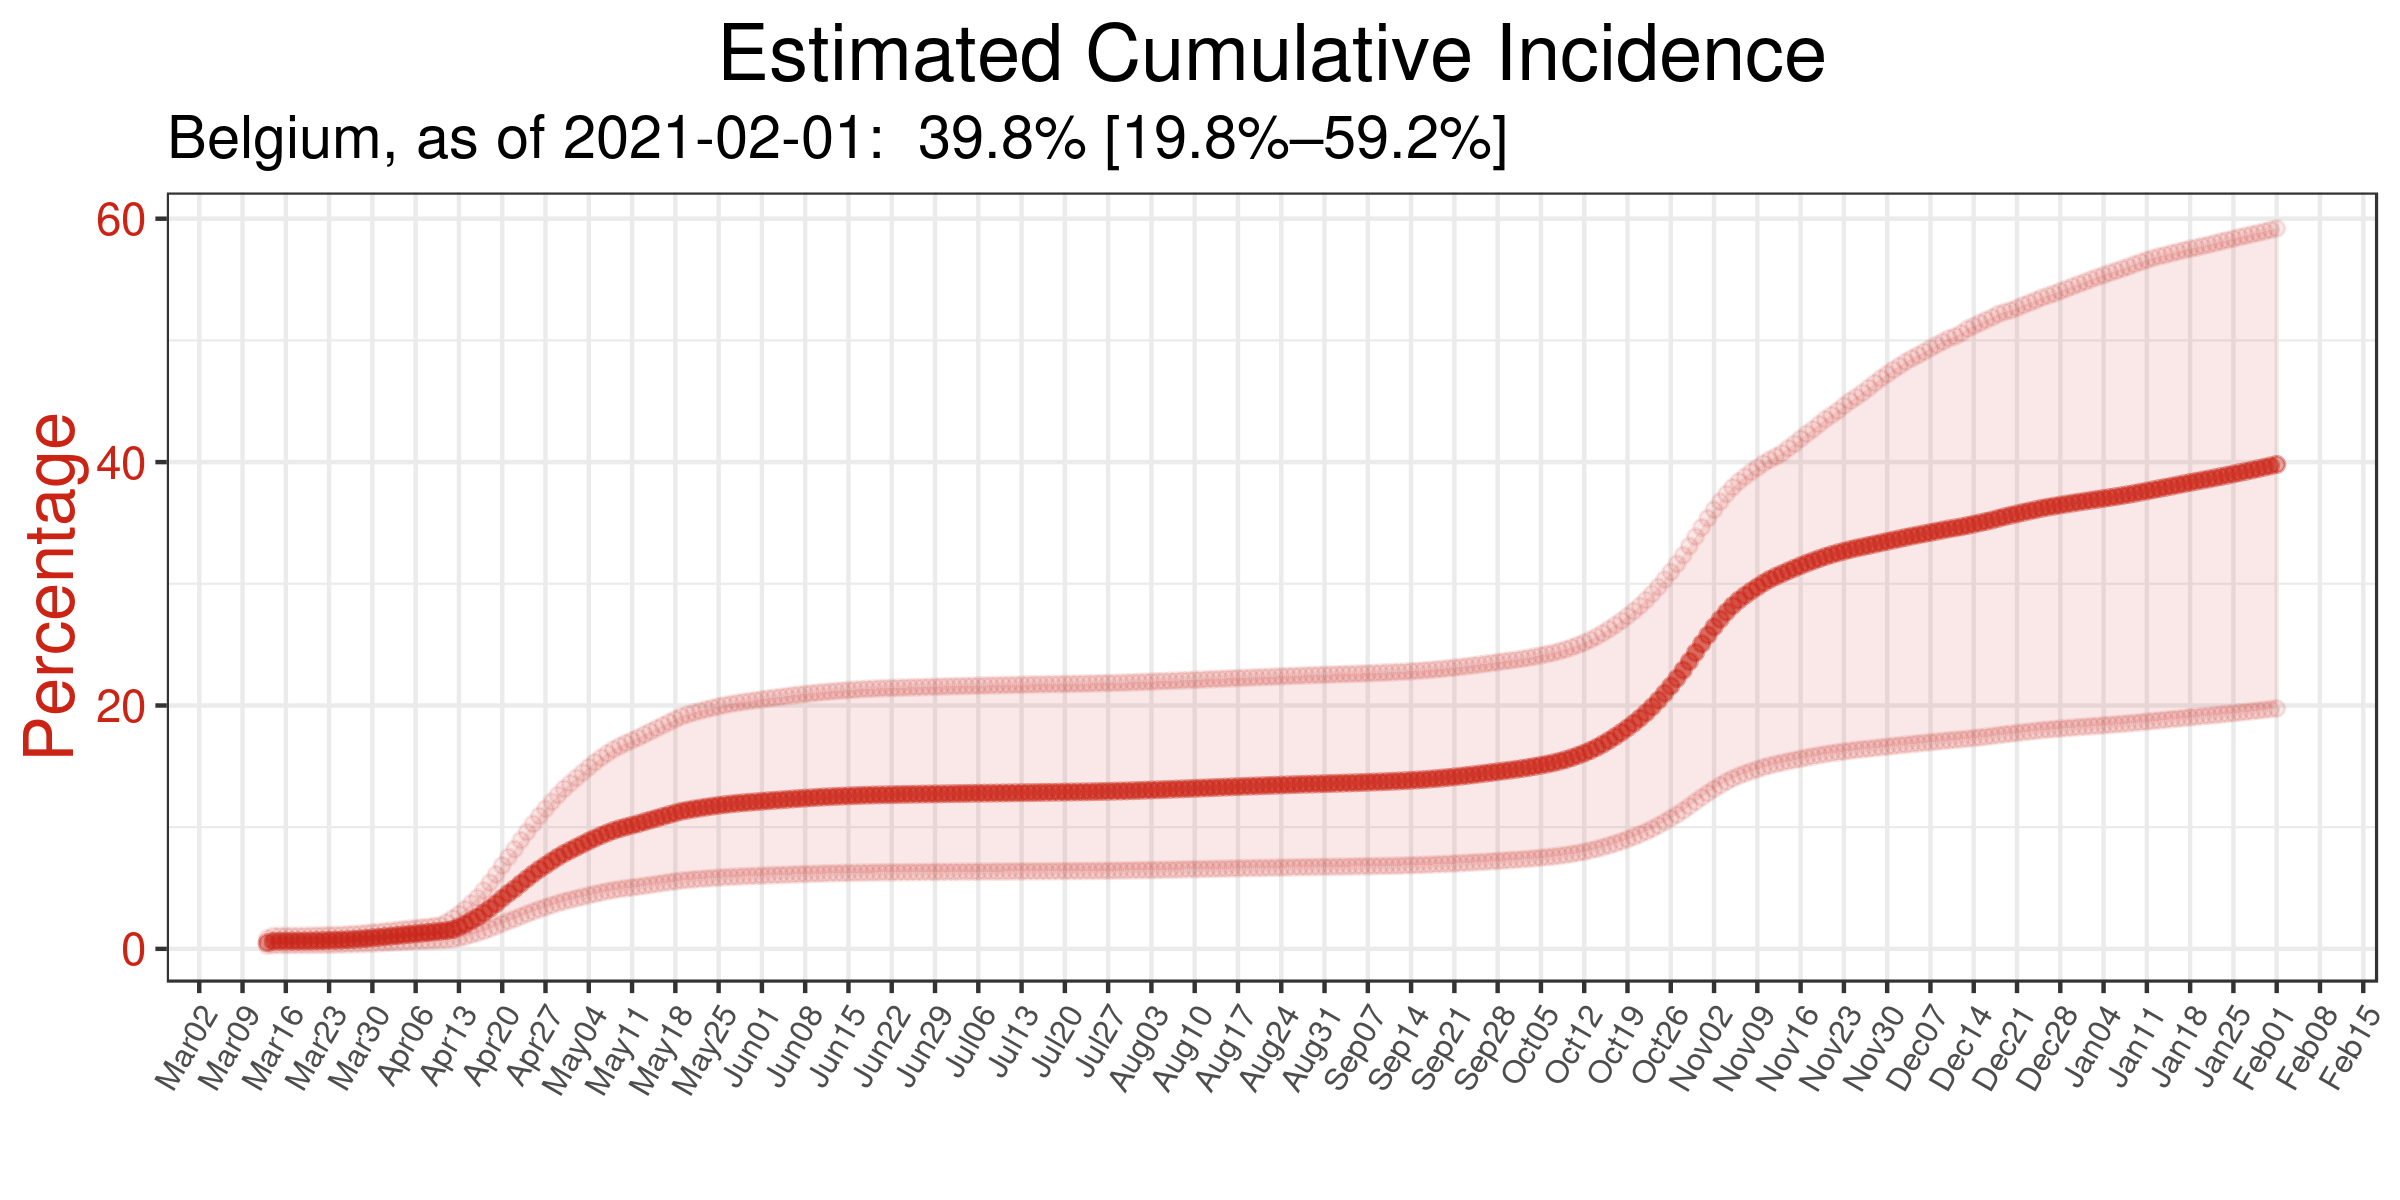 Estimated Cumulative Incidence
Belgium, as of 2021-02-01:  39.8% [19.8%–59.2%]
Percentage
60
40
20
0
Mar02
Mar09
Mar16
Mar23
Mar30
Apr06
Apr13
Apr20
Apr27
May04
May11
May18
May25
Jun01
Jun08
Jun15
Jun22
Jun29
Jul06
Jul13
Jul20
Jul27
Aug03
Aug10
Aug17
Aug24
Aug31
Sep07
Sep14
Sep21
Sep28
Oct05
Oct12
Oct19
Oct26
Nov02
Nov09
Nov16
Nov23
Nov30
Dec07
Dec14
Dec21
Dec28
Jan04
Jan11
Jan18
Jan25
Feb01
Feb08
Feb15